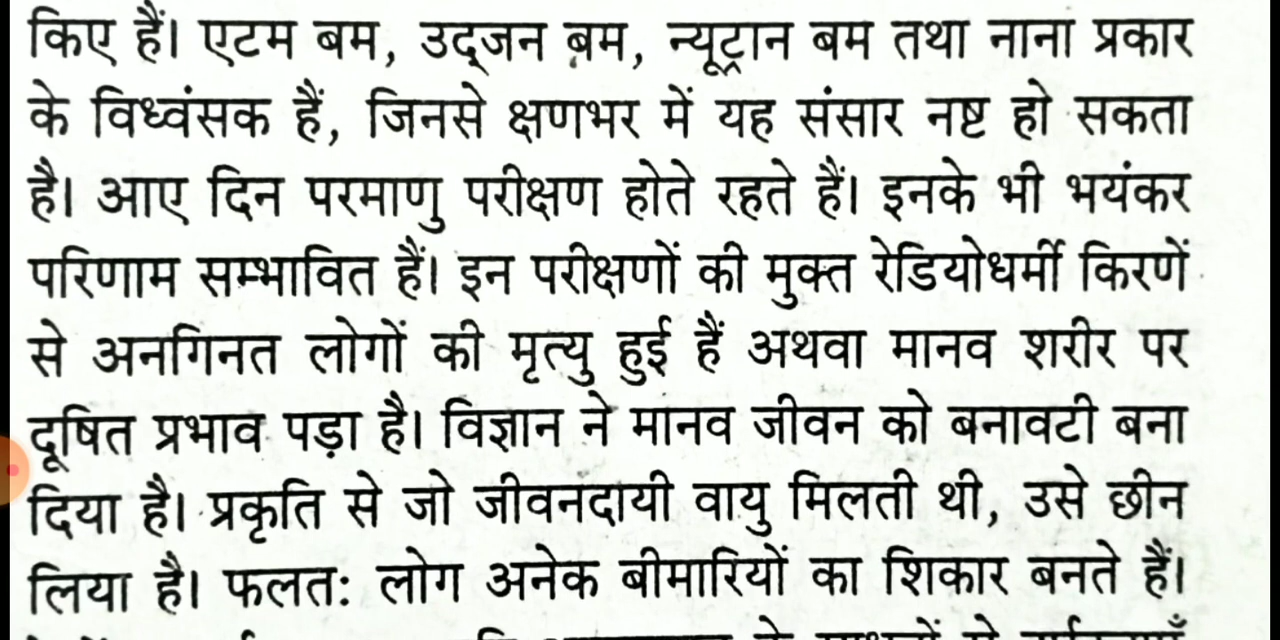 किए हैं। एटम बम, उद्‌जन बम, न्यूट्रान बम तथा नाना प्रकार
के विध्वंसक हैं, जिनसे क्षणभर में यह संसार नष्ट हो सकता
है। आए दिन परमाणु परीक्षण होते रहते हैं। इनके भी भयंकर
परिणाम सम्भावित हैं। इन परीक्षणों की मुक्त रेडियोधर्मी किरणें
से अनगिनत लोगों की मृत्यु हुई हैं अथवा मानव शरीर पर
दूषित प्रभाव पड़ा है। विज्ञान ने मानव जीवन को बनावटी बना
दिया है। प्रकृति से जो जीवनदायी वायु मिलती थी, उसे छीन
लिया है। फलतः लोग अनेक बीमारियों का शिकार बनते हैं।